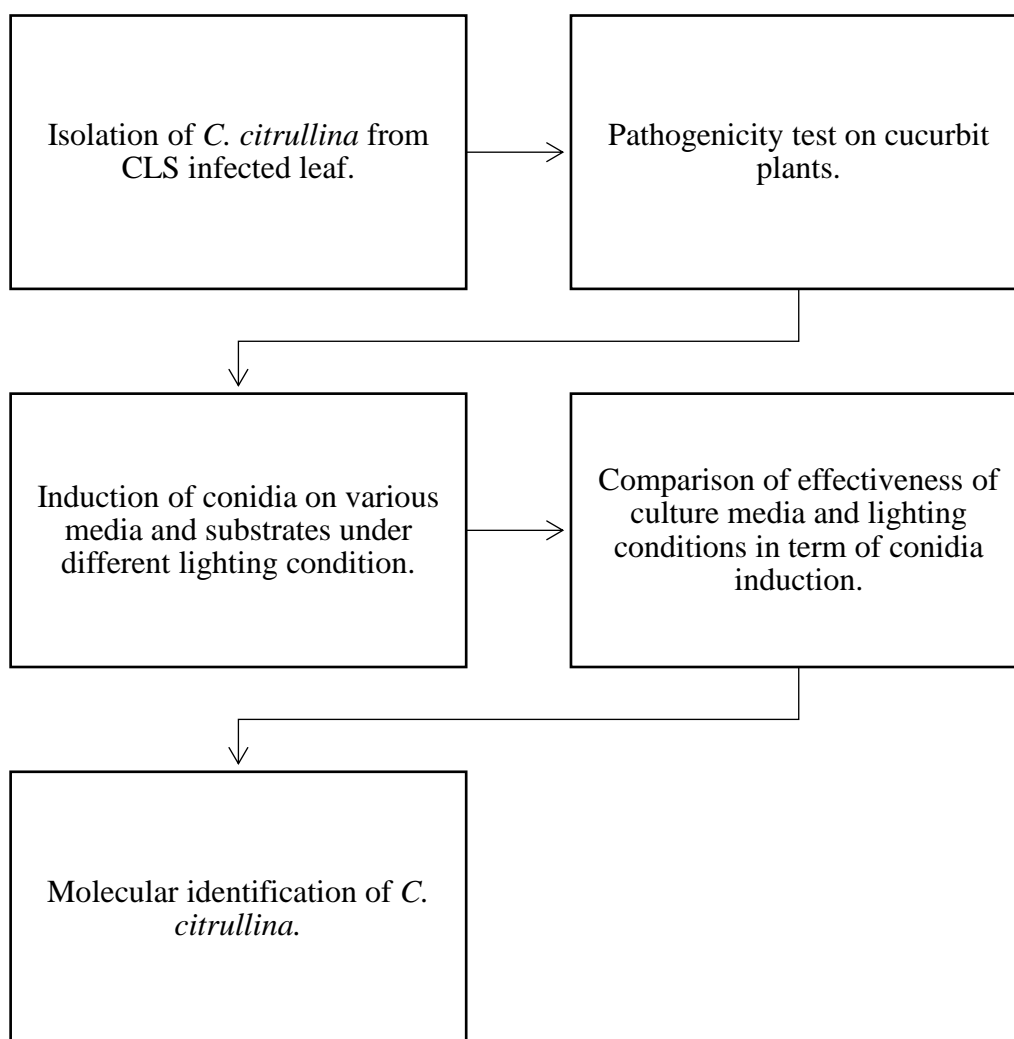 Isolation of C. citrullina from
CLS infected leaf.
Pathogenicity test on cucurbit
plants.
Induction of conidia on various
media and substrates under
different lighting condition.
Comparison of effectiveness of
culture media and lighting
conditions in term of conidia
induction.
Molecular identification of C.
citrullina.